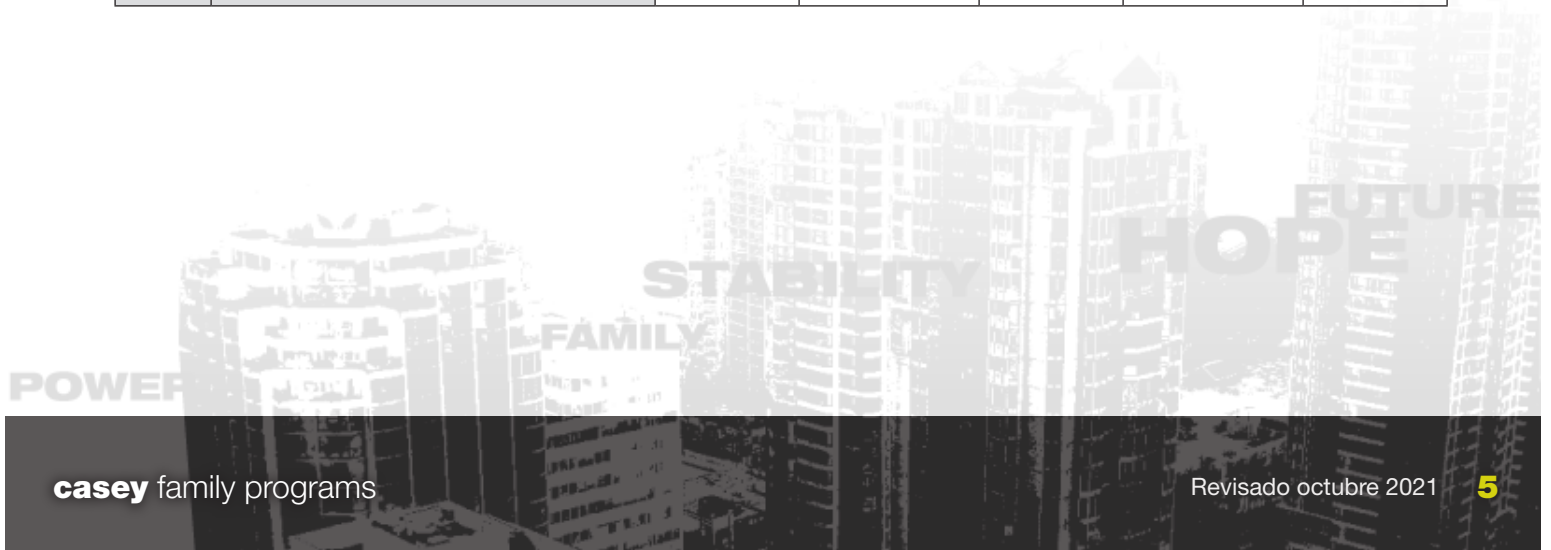 FUTURE
HOPE
STABILITY
FAMILY
POWER
casey family programs
Revisado octubre 2021 5